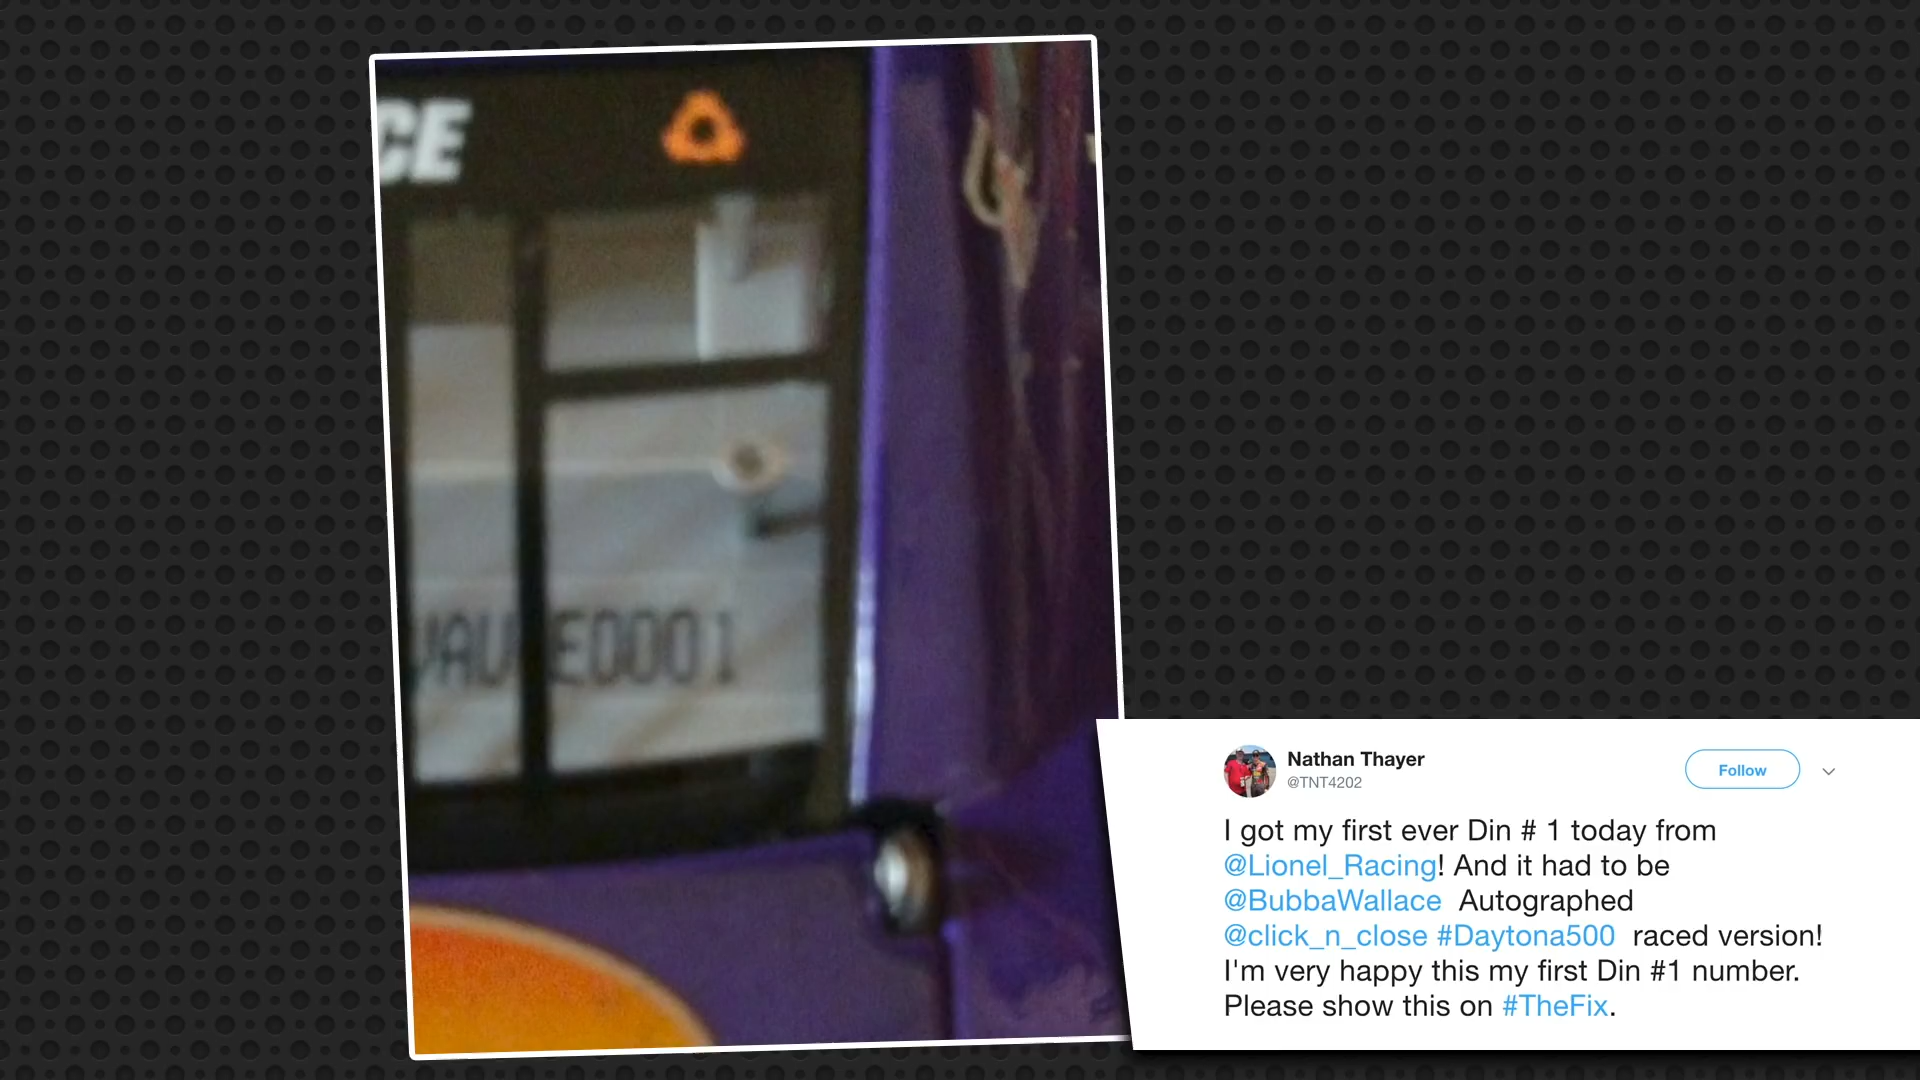 CE
VAU E0001
Nathan Thayer
@TNT4202
Follow
I got my first ever Din # 1 today from
@Lionel_Racing! And it had to be
@BubbaWallace Autographed
@click_n_close #Daytona500 raced version!
I'm very happy this my first Din #1 number.
Please show this on #TheFix.